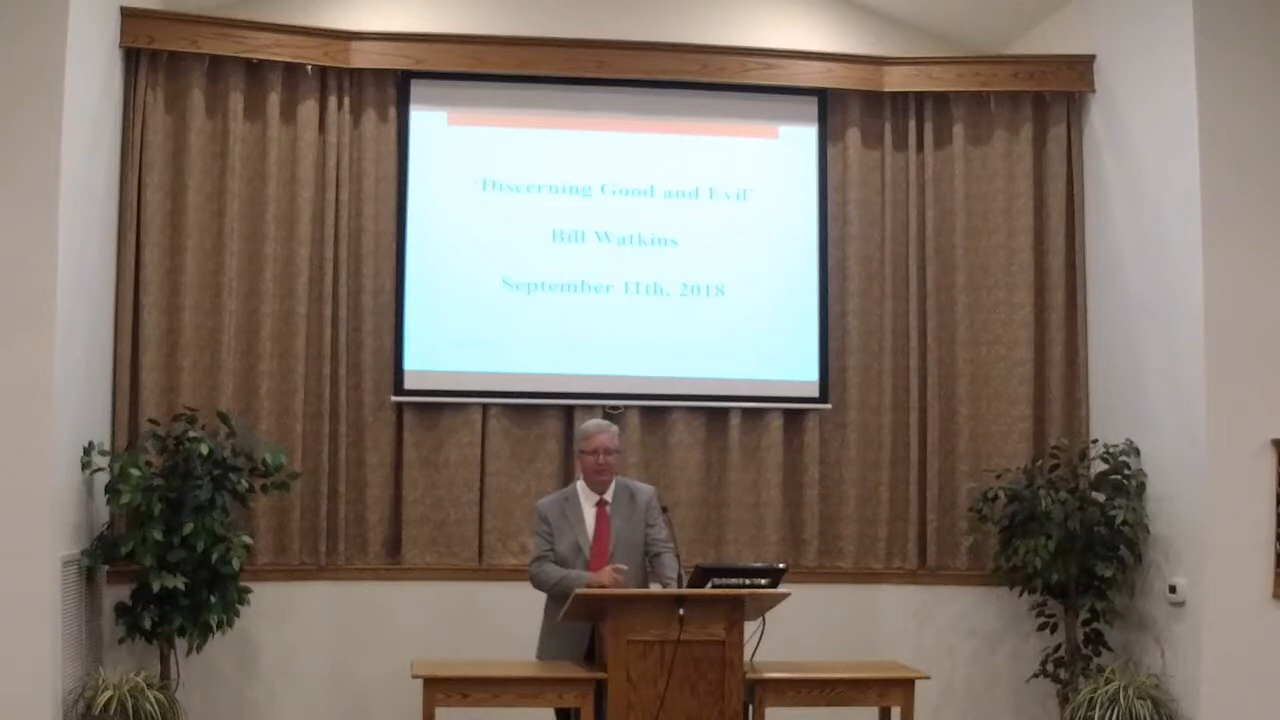 'Discerning Good and Evil'
Bill Watkins
September 11th, 2018